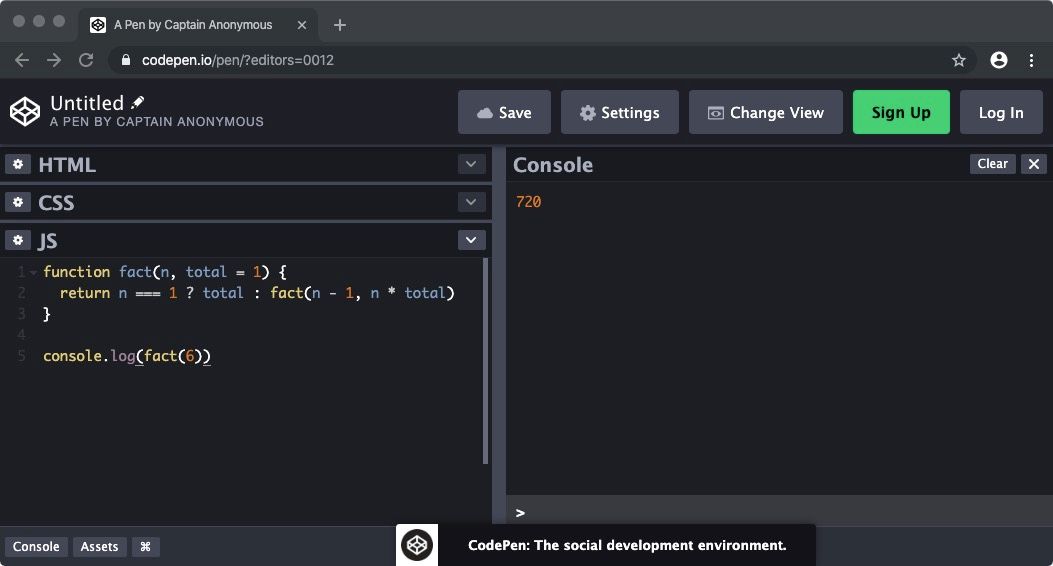 A Pen by Captain Anonymous
codepen.io/pen/?editors=0012
Untitled
A PEN BY CAPTAIN ANONYMOUS
Save
Settings
Change View
Sign Up
Log In
HTML
CSS
JS
1 function fact(n, total = 1) {
2 return n === 1 ? total : fact(n - 1, n * total)
3 }
4
5 console.log(fact(6))
Console
Clear
720
>
Console
Assets
⌘
CodePen: The social development environment.